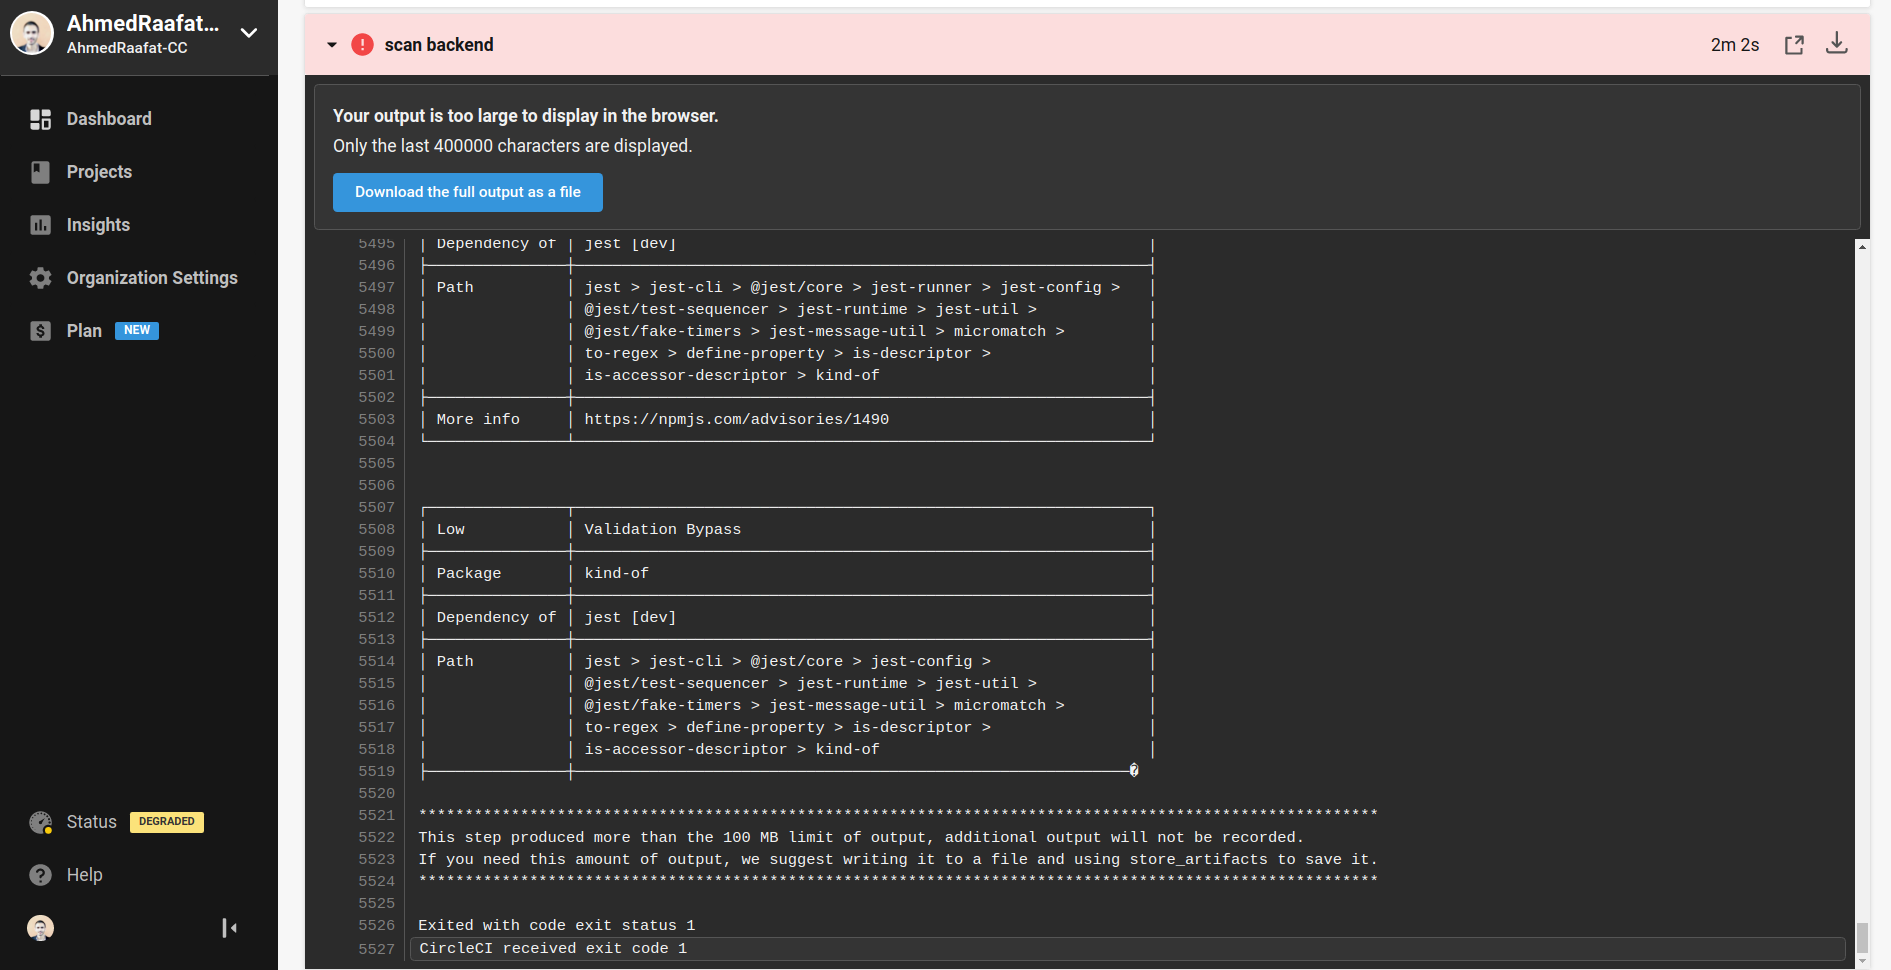 AhmedRaafat...
AhmedRaafat-CC
Dashboard
Projects
Insights
Organization Settings
Plan NEW
Status DEGRADED
Help
scan backend 2m 2s
Your output is too large to display in the browser.
Only the last 400000 characters are displayed.
Download the full output as a file
5495 Dependency of jest [dev]
5496
5497 Path jest > jest-cli > @jest/core > jest-runner > jest-config >
5498 @jest/test-sequencer > jest-runtime > jest-util >
5499 @jest/fake-timers > jest-message-util > micromatch >
5500 to-regex > define-property > is-descriptor >
5501 is-accessor-descriptor > kind-of
5502
5503 More info https://npmjs.com/advisories/1490
5504
5505
5506
5507
5508 Low Validation Bypass
5509
5510 Package kind-of
5511
5512 Dependency of jest [dev]
5513
5514 Path jest > jest-cli > @jest/core > jest-config >
5515 @jest/test-sequencer > jest-runtime > jest-util >
5516 @jest/fake-timers > jest-message-util > micromatch >
5517 to-regex > define-property > is-descriptor >
5518 is-accessor-descriptor > kind-of
5519 �
5520
5521 ********************************************************************************************************
5522 This step produced more than the 100 MB limit of output, additional output will not be recorded.
5523 If you need this amount of output, we suggest writing it to a file and using store_artifacts to save it.
5524 ********************************************************************************************************
5525
5526 Exited with code exit status 1
5527 CircleCI received exit code 1